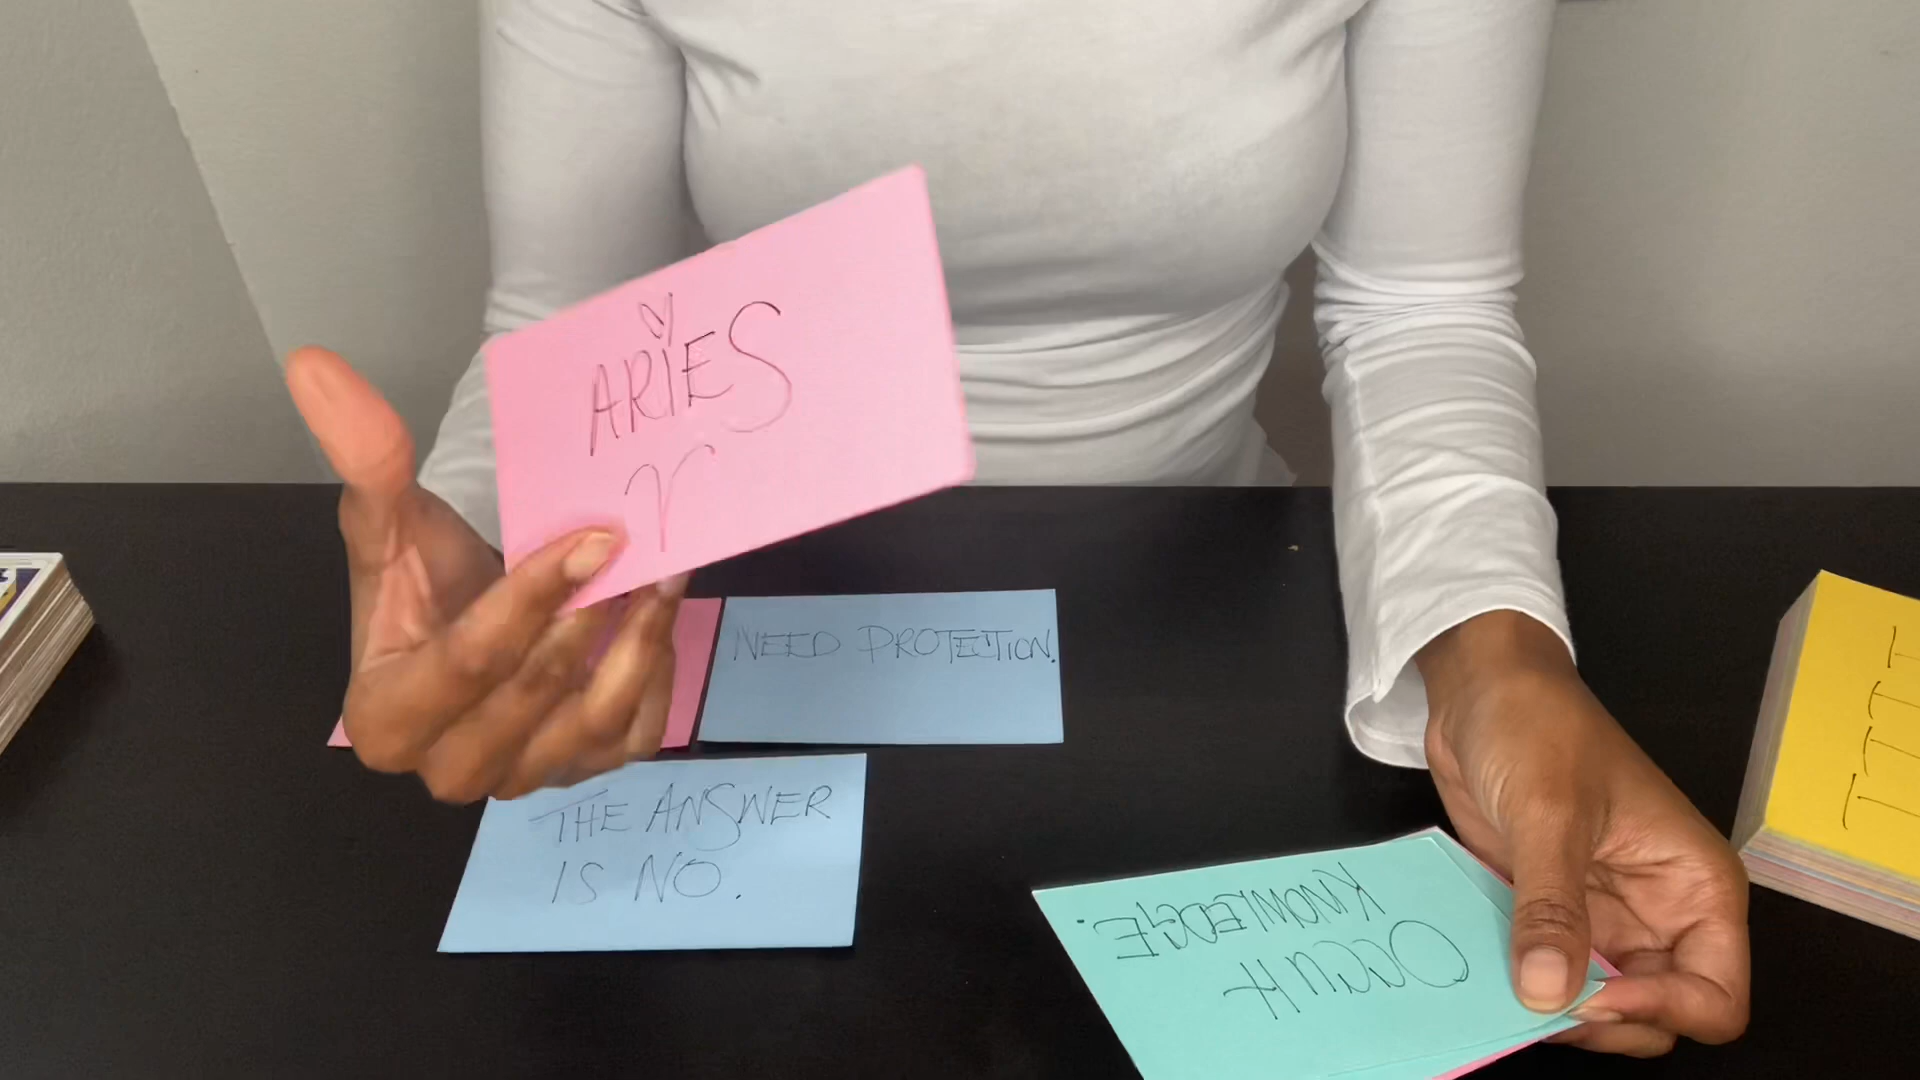 ARIES
♈
NEED PROTECTION.
THE ANSWER
IS NO.
OCCULT
KNOWLEDGE.